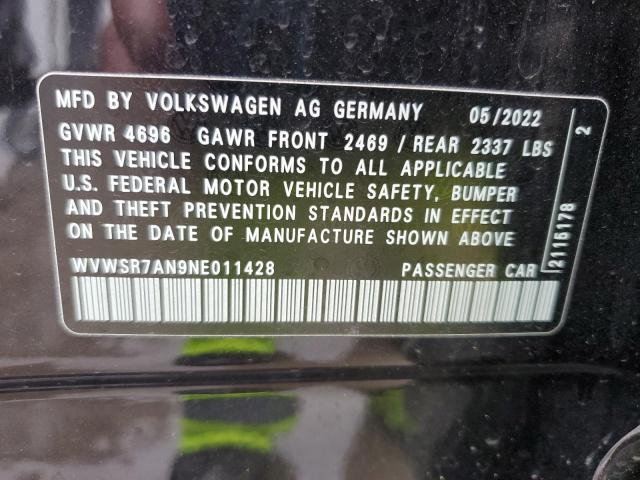 MFD BY VOLKSWAGEN AG GERMANY 05/2022
GVWR 4696 GAWR FRONT 2469 / REAR 2337 LBS
THIS VEHICLE CONFORMS TO ALL APPLICABLE
U.S. FEDERAL MOTOR VEHICLE SAFETY, BUMPER
AND THEFT PREVENTION STANDARDS IN EFFECT
ON THE DATE OF MANUFACTURE SHOWN ABOVE
WVWSR7AN9NE011428 PASSENGER CAR
2116178 2